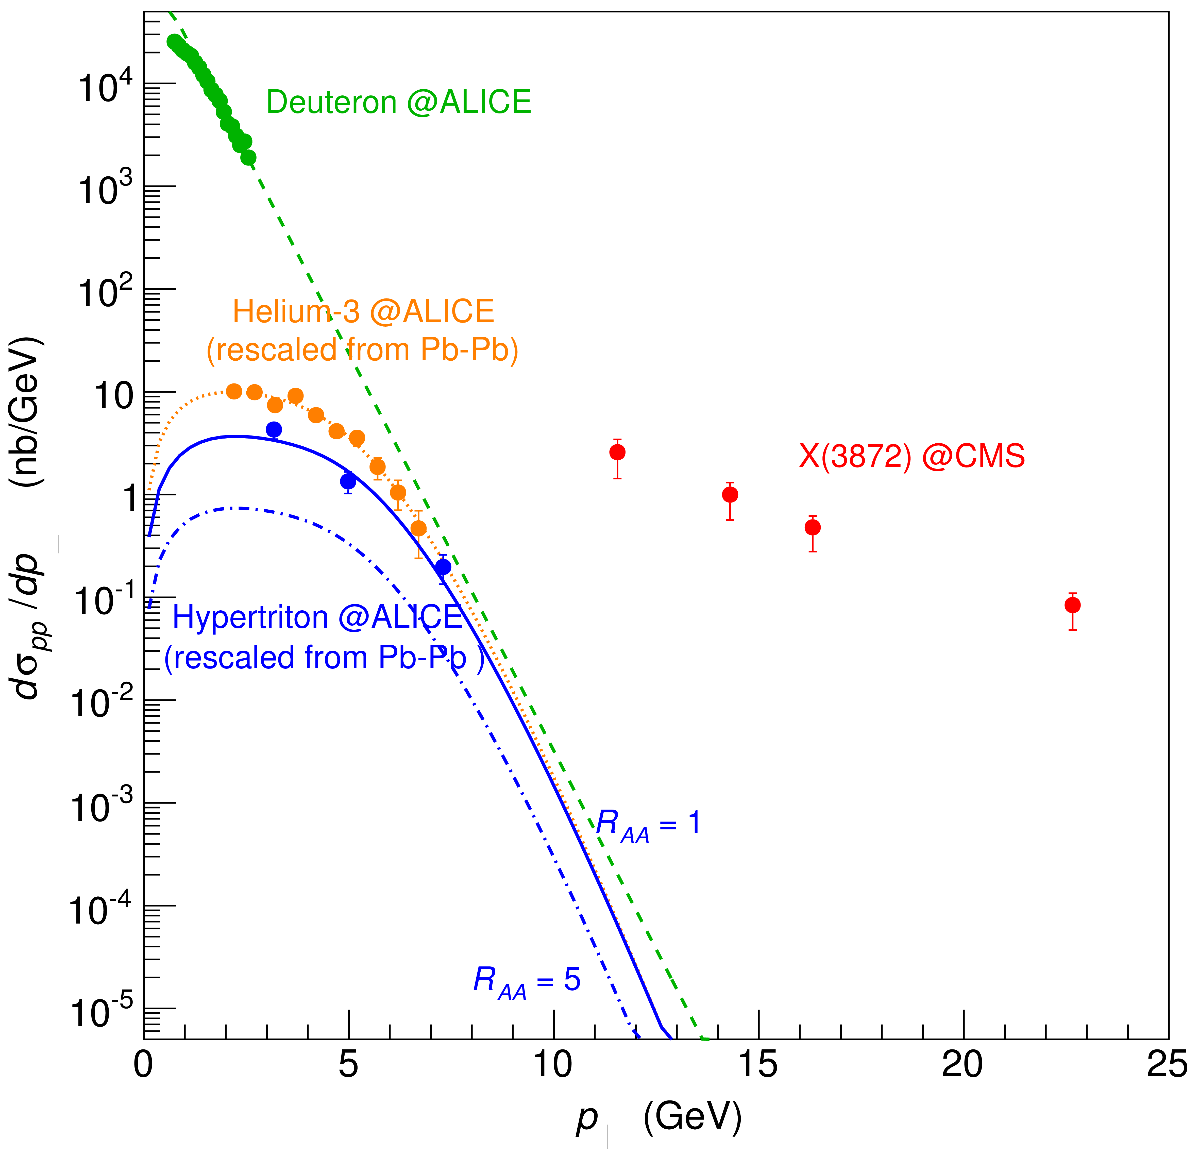 10^4
10^3
10^2
10
1
10^-1
10^-2
10^-3
10^-4
10^-5
dσ_pp /dp_⊥ (nb/GeV)
Deuteron @ALICE
Helium-3 @ALICE
(rescaled from Pb-Pb)
X(3872) @CMS
Hypertriton @ALICE
(rescaled from Pb-Pb )
R_AA = 1
R_AA = 5
0 5 10 15 20 25
p_⊥ (GeV)